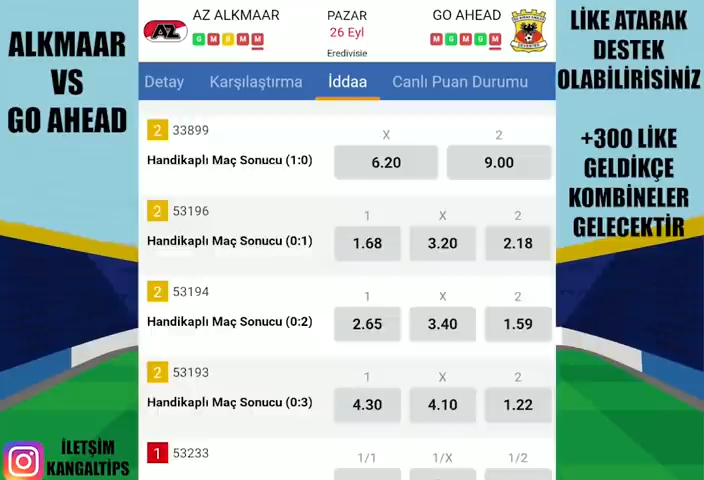 ALKMAAR
VS
GO AHEAD
AZ ALKMAAR
G M B M M
PAZAR
26 Eyl
Eredivisie
GO AHEAD
M G M G M
LİKE ATARAK
DESTEK
OLABİLİRİSİNİZ
+300 LİKE
GELDİKÇE
KOMBİNELER
GELECEKTİR
Detay Karşılaştırma İddaa Canlı Puan Durumu
2 33899
X 2
Handikaplı Maç Sonucu (1:0) 6.20 9.00
2 53196
1 X 2
Handikaplı Maç Sonucu (0:1) 1.68 3.20 2.18
2 53194
1 X 2
Handikaplı Maç Sonucu (0:2) 2.65 3.40 1.59
2 53193
1 X 2
Handikaplı Maç Sonucu (0:3) 4.30 4.10 1.22
1 53233
1/1 1/X 1/2
İLETŞİM
KANGALTİPS
AZ